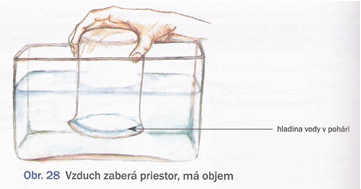 hladina vody v pohári
Obr. 28 Vzduch zaberá priestor, má objem